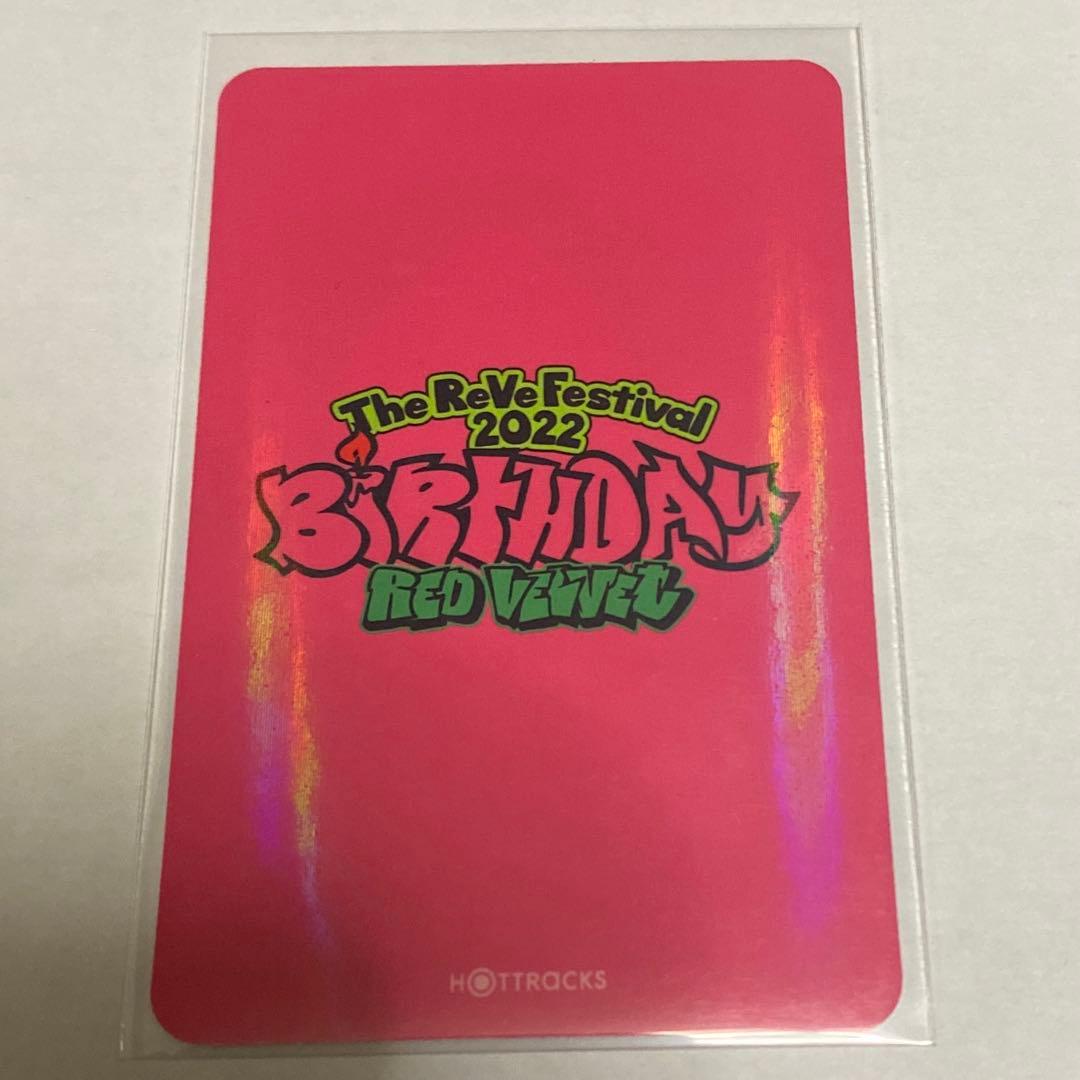 The ReVe Festival
2022
BiRTHDAY
RED VELVET
HOTTRACKS